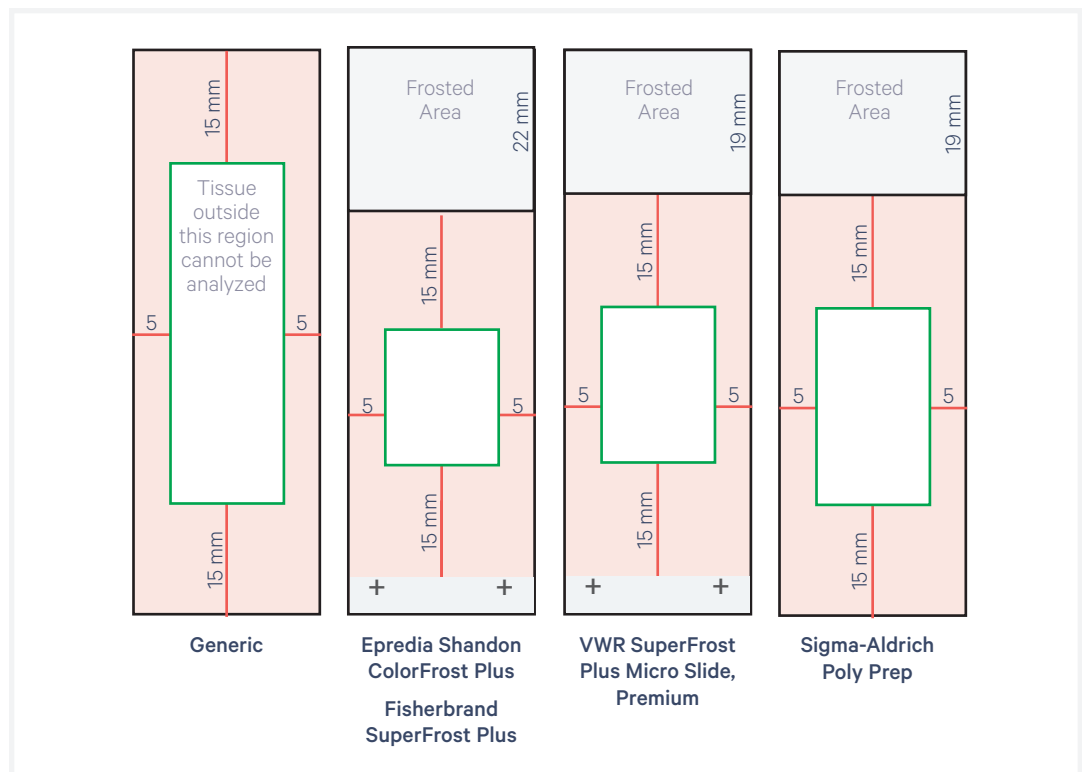 15 mm
Tissue
outside
this region
cannot be
analyzed
5
5
15 mm
Generic
Frosted
Area
22 mm
15 mm
5
5
15 mm
+ +
Epredia Shandon
ColorFrost Plus
Fisherbrand
SuperFrost Plus
Frosted
Area
19 mm
15 mm
5
5
15 mm
+ +
VWR SuperFrost
Plus Micro Slide,
Premium
Frosted
Area
19 mm
15 mm
5
5
15 mm
Sigma-Aldrich
Poly Prep